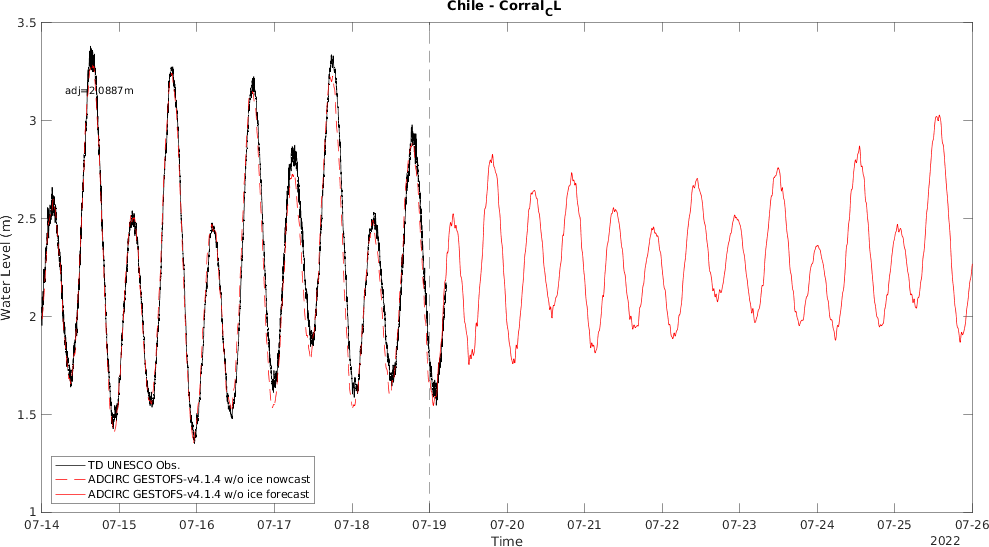 Chile - Corral_CL
3.5
adj=2.0887m
3
2.5
Water Level (m)
2
1.5
TD UNESCO Obs.
ADCIRC GESTOFS-v4.1.4 w/o ice nowcast
ADCIRC GESTOFS-v4.1.4 w/o ice forecast
1
07-14 07-15 07-16 07-17 07-18 07-19 07-20 07-21 07-22 07-23 07-24 07-25 07-26
Time
2022